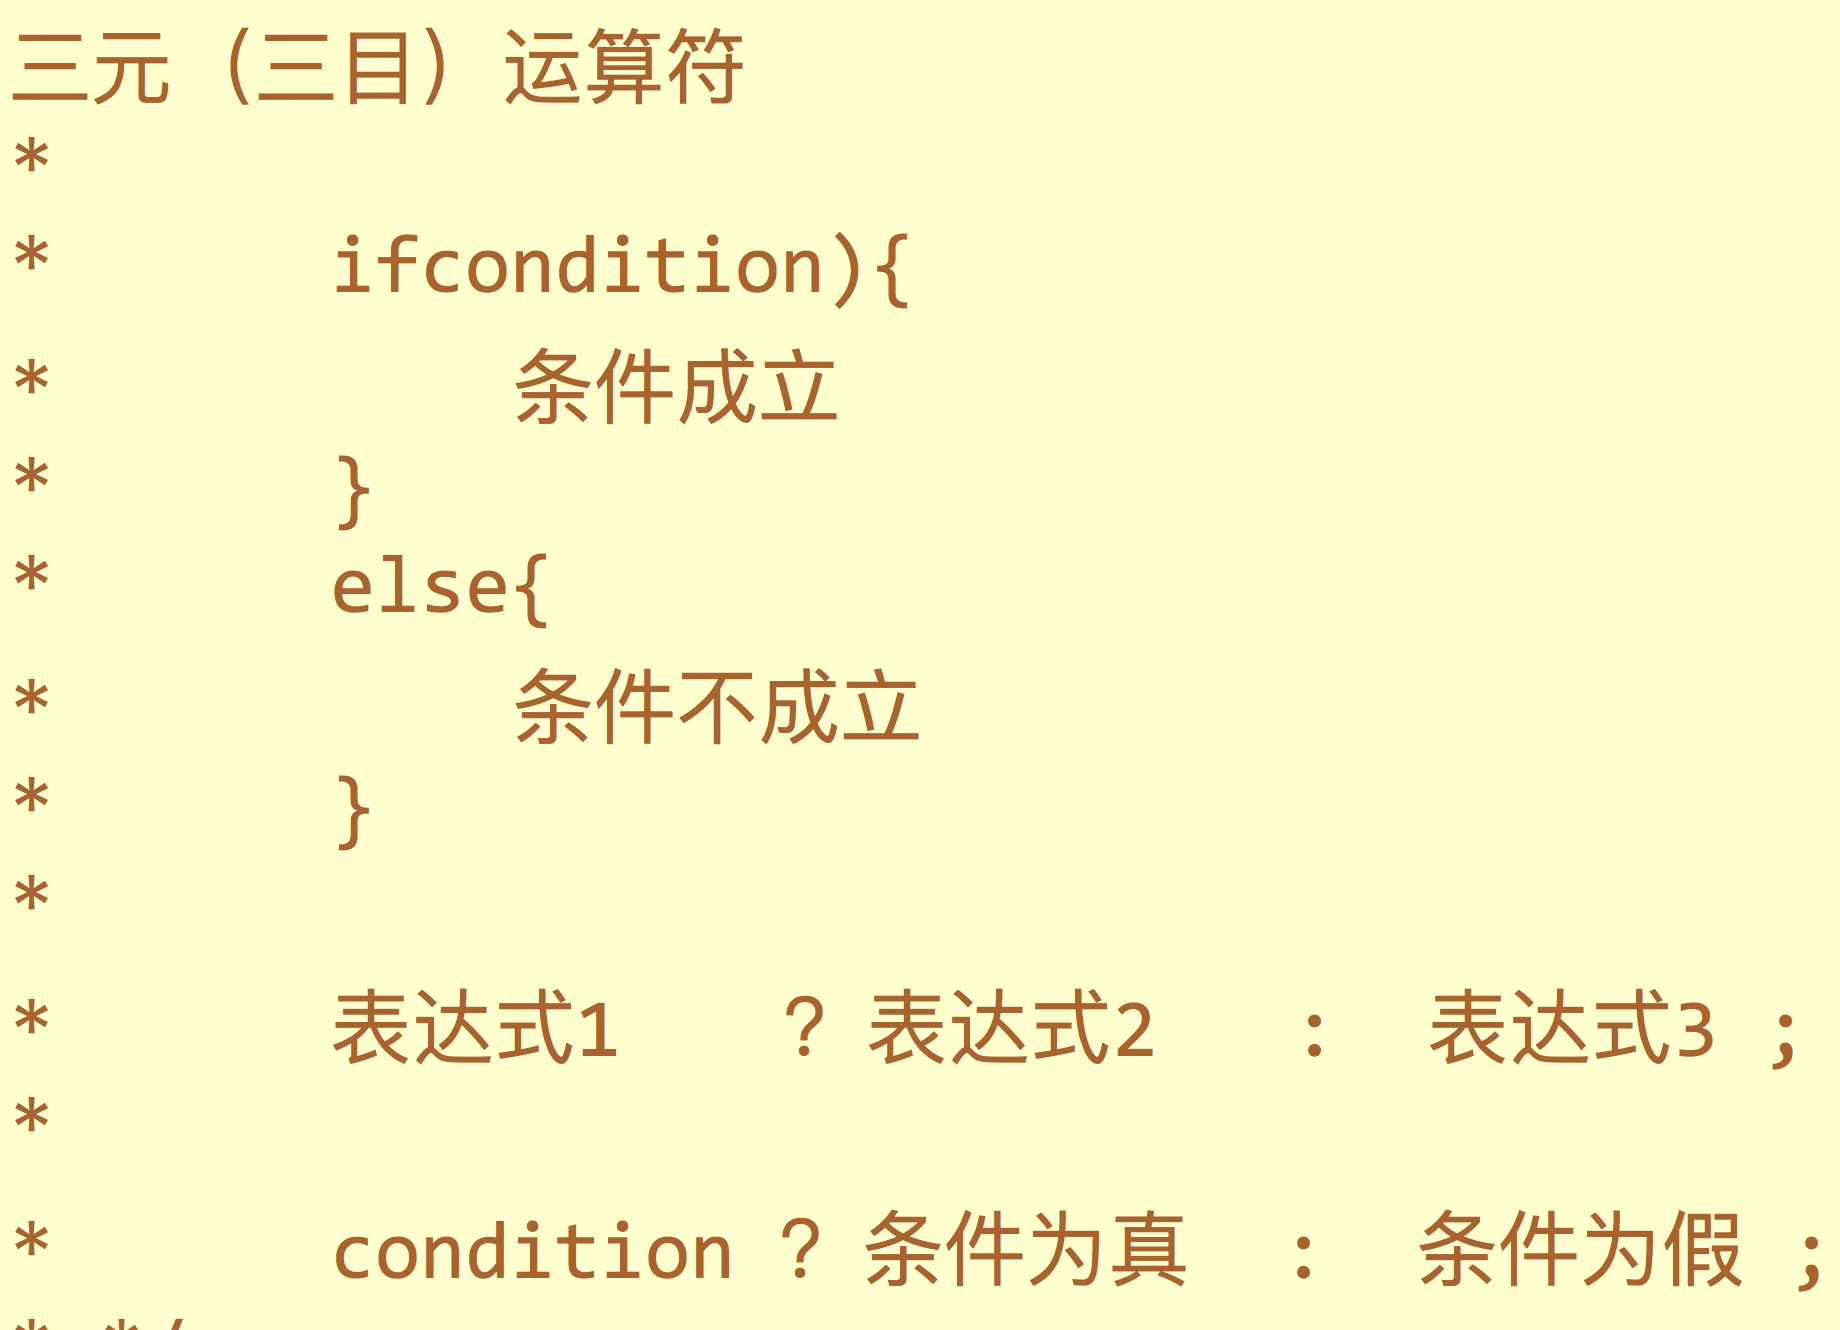 三元（三目）运算符
*
* ifcondition){
* 条件成立
* }
* else{
* 条件不成立
* }
*
* 表达式1 ? 表达式2 : 表达式3 ;
*
* condition ? 条件为真 : 条件为假 ;
* */